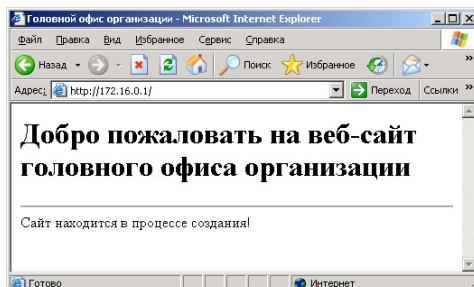 Головной офис организации - Microsoft Internet Explorer
Файл Правка Вид Избранное Сервис Справка
Назад Поиск Избранное
Адрес: http://172.16.0.1/ Переход Ссылки
Добро пожаловать на веб-сайт
головного офиса организации
Сайт находится в процессе создания!
Готово Интернет